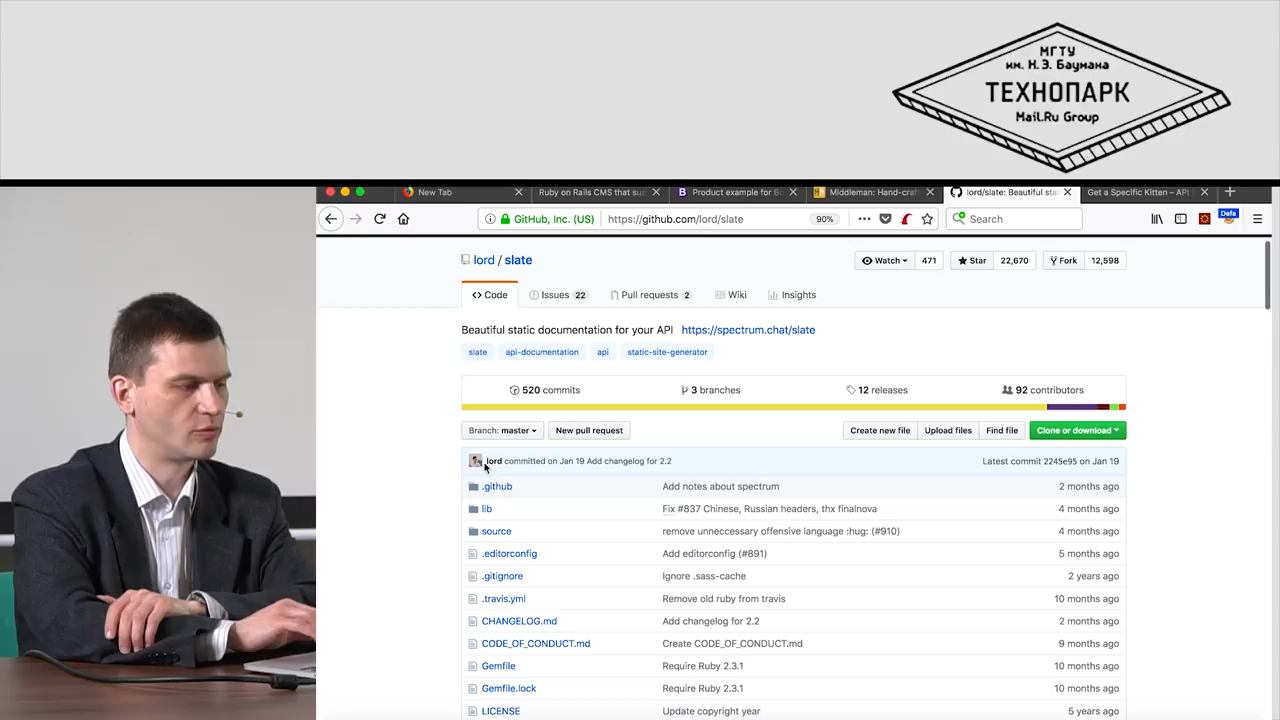 МГТУ
им. Н.Э. Баумана
ТЕХНОПАРК
Mail.Ru Group
New Tab
Ruby on Rails CMS that su
Product example for Bo
Middleman: Hand-craf
lord/slate: Beautiful sta
Get a Specific Kitten – API
GitHub, Inc. (US)
https://github.com/lord/slate
90%
Search
Defa
lord / slate
Watch
471
Star
22,670
Fork
12,598
Code
Issues 22
Pull requests 2
Wiki
Insights
Beautiful static documentation for your API https://spectrum.chat/slate
slate
api-documentation
api
static-site-generator
520 commits
3 branches
12 releases
92 contributors
Branch: master
New pull request
Create new file
Upload files
Find file
Clone or download
lord committed on Jan 19 Add changelog for 2.2
Latest commit 2245e95 on Jan 19
.github
Add notes about spectrum
2 months ago
lib
Fix #837 Chinese, Russian headers, thx finalnova
4 months ago
source
remove unneccessary offensive language :hug: (#910)
4 months ago
.editorconfig
Add editorconfig (#891)
5 months ago
.gitignore
Ignore .sass-cache
2 years ago
.travis.yml
Remove old ruby from travis
10 months ago
CHANGELOG.md
Add changelog for 2.2
2 months ago
CODE_OF_CONDUCT.md
Create CODE_OF_CONDUCT.md
9 months ago
Gemfile
Require Ruby 2.3.1
10 months ago
Gemfile.lock
Require Ruby 2.3.1
10 months ago
LICENSE
Update copyright year
5 years ago